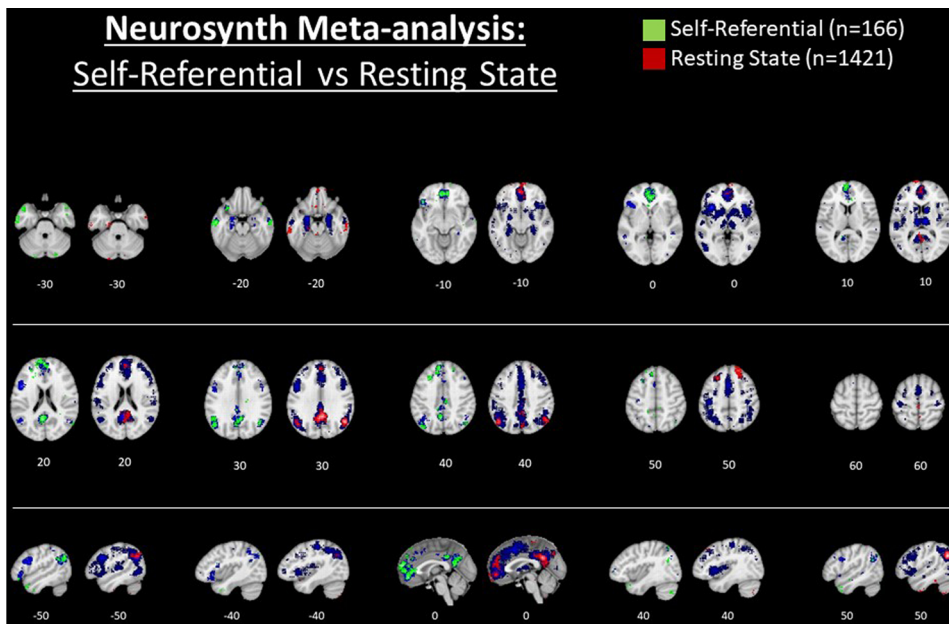 Neurosynth Meta-analysis:
Self-Referential vs Resting State
Self-Referential (n=166)
Resting State (n=1421)
-30 -30 -20 -20 -10 -10 0 0 10 10
20 20 30 30 40 40 50 50 60 60
-50 -50 -40 -40 0 0 40 40 50 50